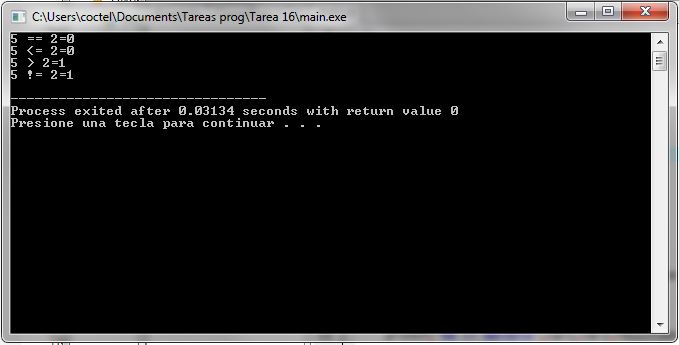 C:\Users\coctel\Documents\Tareas prog\Tarea 16\main.exe
5 == 2=0
5 <= 2=0
5 > 2=1
5 != 2=1
--------------------------------
Process exited after 0.03134 seconds with return value 0
Presione una tecla para continuar . . .